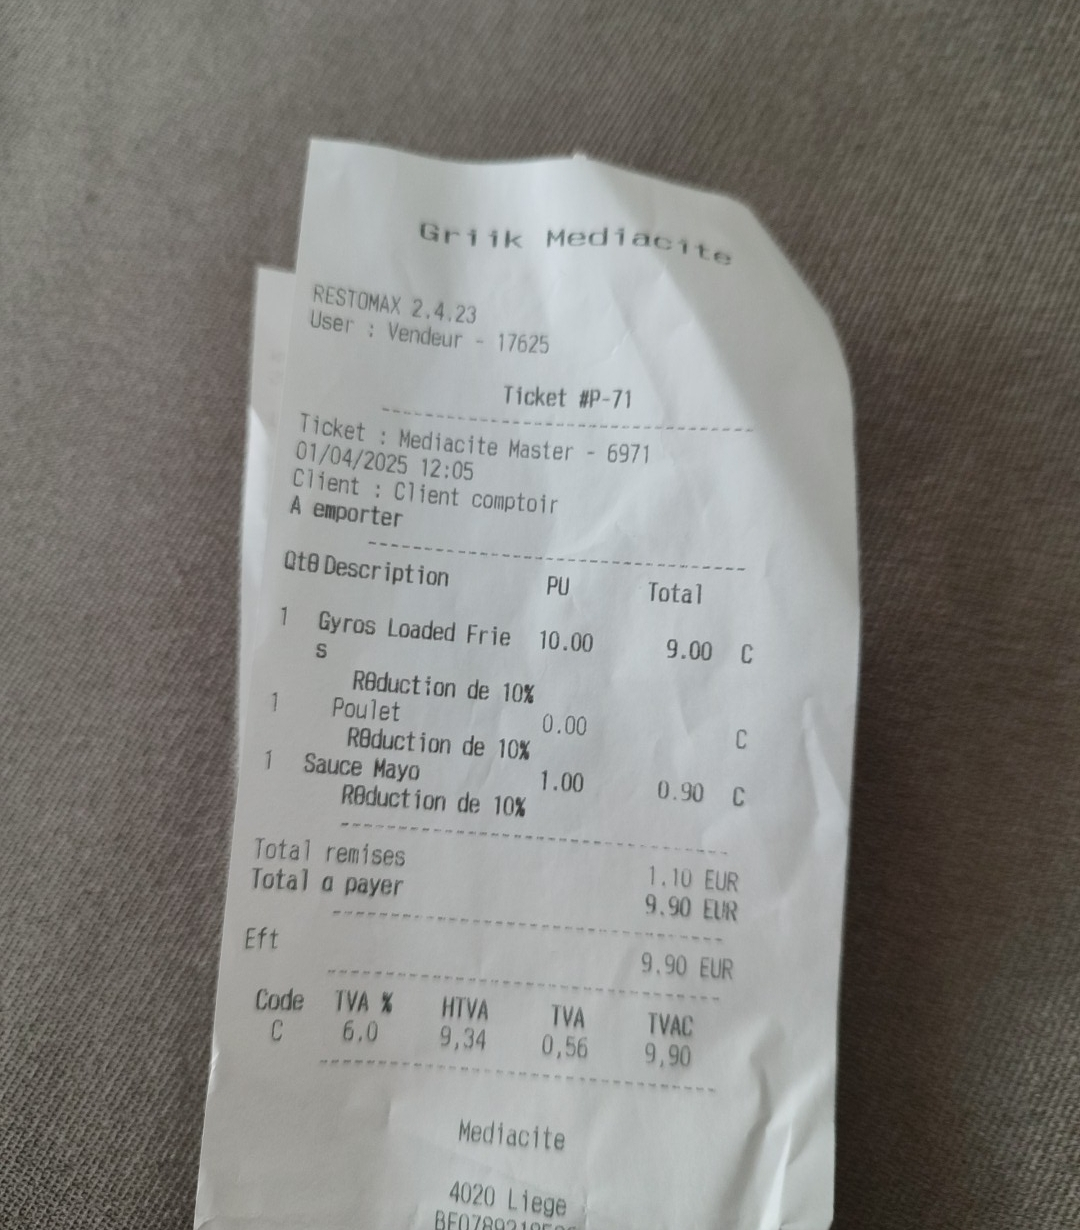 Griik Mediacite
RESTOMAX 2.4.23
User : Vendeur - 17625
Ticket #P-71
Ticket : Mediacite Master - 6971
01/04/2025 12:05
Client : Client comptoir
A emporter
QtΘ Description PU Total
1 Gyros Loaded Frie 10.00 9.00 C
s
RΘduction de 10%
1 Poulet 0.00 C
RΘduction de 10%
1 Sauce Mayo 1.00 0.90 C
RΘduction de 10%
Total remises 1.10 EUR
Total α payer 9.90 EUR
Eft 9.90 EUR
Code TVA % HTVA TVA TVAC
C 6.0 9,34 0,56 9,90
Mediacite
4020 Liege